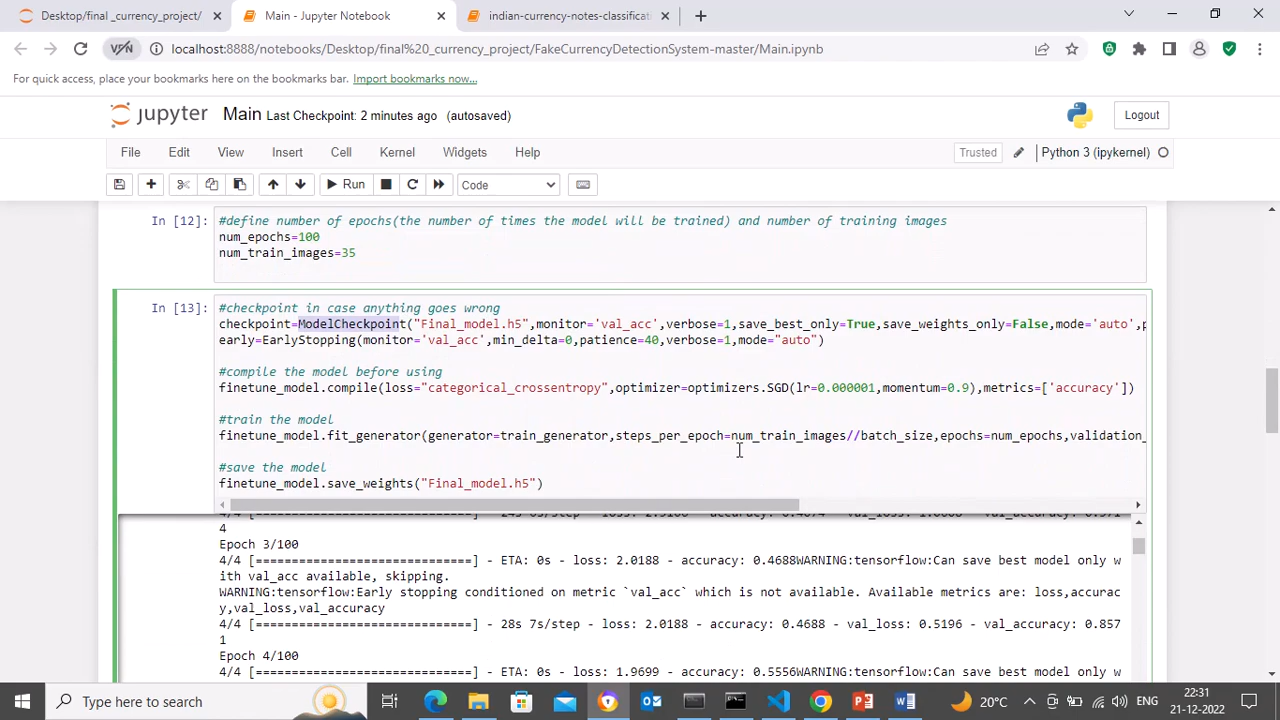 Desktop/final _currency_project/
Main - Jupyter Notebook
indian-currency-notes-classificati
VPN
localhost:8888/notebooks/Desktop/final%20_currency_project/FakeCurrencyDetectionSystem-master/Main.ipynb
For quick access, place your bookmarks here on the bookmarks bar. Import bookmarks now...
jupyter Main Last Checkpoint: 2 minutes ago (autosaved)
Logout
File Edit View Insert Cell Kernel Widgets Help
Trusted
Python 3 (ipykernel)
Run
Code
In [12]:
#define number of epochs(the number of times the model will be trained) and number of training images
num_epochs=100
num_train_images=35
In [13]:
#checkpoint in case anything goes wrong
checkpoint=ModelCheckpoint("Final_model.h5",monitor='val_acc',verbose=1,save_best_only=True,save_weights_only=False,mode='auto',p
early=EarlyStopping(monitor='val_acc',min_delta=0,patience=40,verbose=1,mode="auto")
#compile the model before using
finetune_model.compile(loss="categorical_crossentropy",optimizer=optimizers.SGD(lr=0.000001,momentum=0.9),metrics=['accuracy'])
#train the model
finetune_model.fit_generator(generator=train_generator,steps_per_epoch=num_train_images//batch_size,epochs=num_epochs,validation_
#save the model
finetune_model.save_weights("Final_model.h5")
4
Epoch 3/100
4/4 [==============================] - ETA: 0s - loss: 2.0188 - accuracy: 0.4688WARNING:tensorflow:Can save best model only w
ith val_acc available, skipping.
WARNING:tensorflow:Early stopping conditioned on metric `val_acc` which is not available. Available metrics are: loss,accurac
y,val_loss,val_accuracy
4/4 [==============================] - 28s 7s/step - loss: 2.0188 - accuracy: 0.4688 - val_loss: 0.5196 - val_accuracy: 0.857
1
Epoch 4/100
4/4 [==============================] - ETA: 0s - loss: 1.9699 - accuracy: 0.5556WARNING:tensorflow:Can save best model only w
Type here to search
20°C
ENG
22:31
21-12-2022